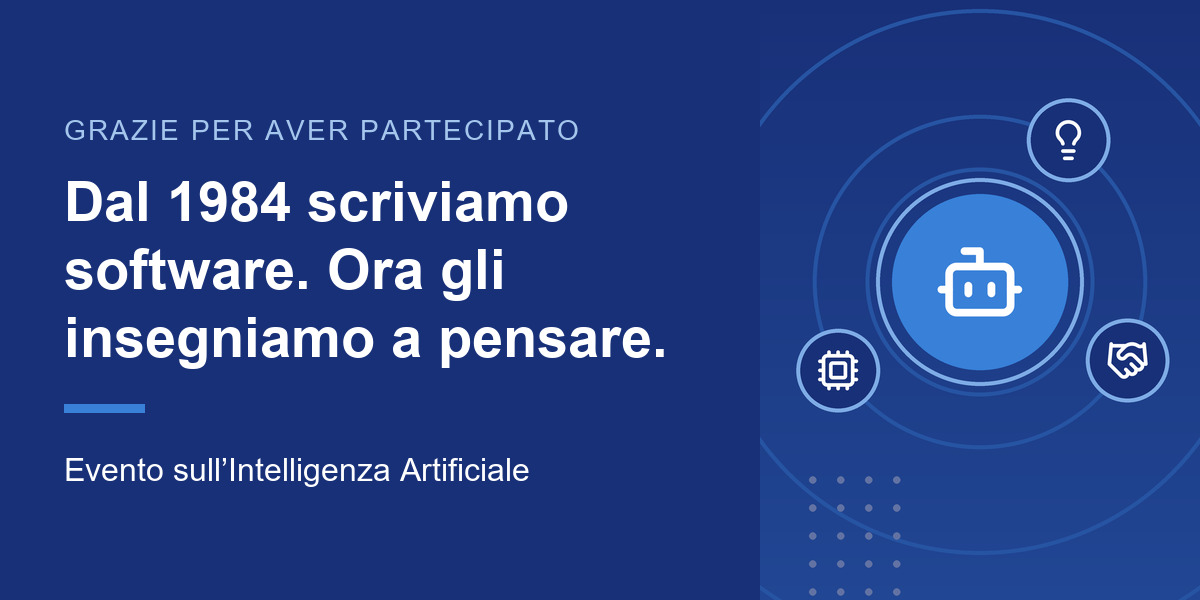 GRAZIE PER AVER PARTECIPATO
Dal 1984 scriviamo
software. Ora gli
insegniamo a pensare.
Evento sull’Intelligenza Artificiale